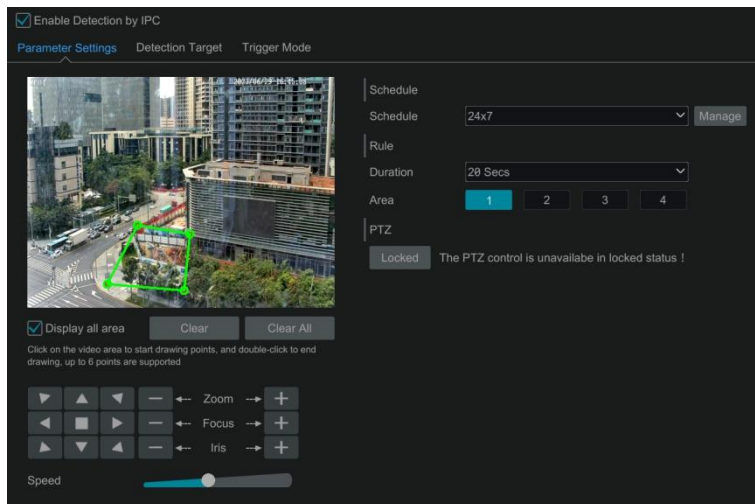 Enable Detection by IPC
Parameter Settings Detection Target Trigger Mode
Schedule
Schedule 24x7 Manage
Rule
Duration 20 Secs
Area 1 2 3 4
PTZ
Locked The PTZ control is unavailabe in locked status !
Display all area Clear Clear All
Click on the video area to start drawing points, and double-click to end
drawing, up to 6 points are supported
Zoom
Focus
Iris
Speed